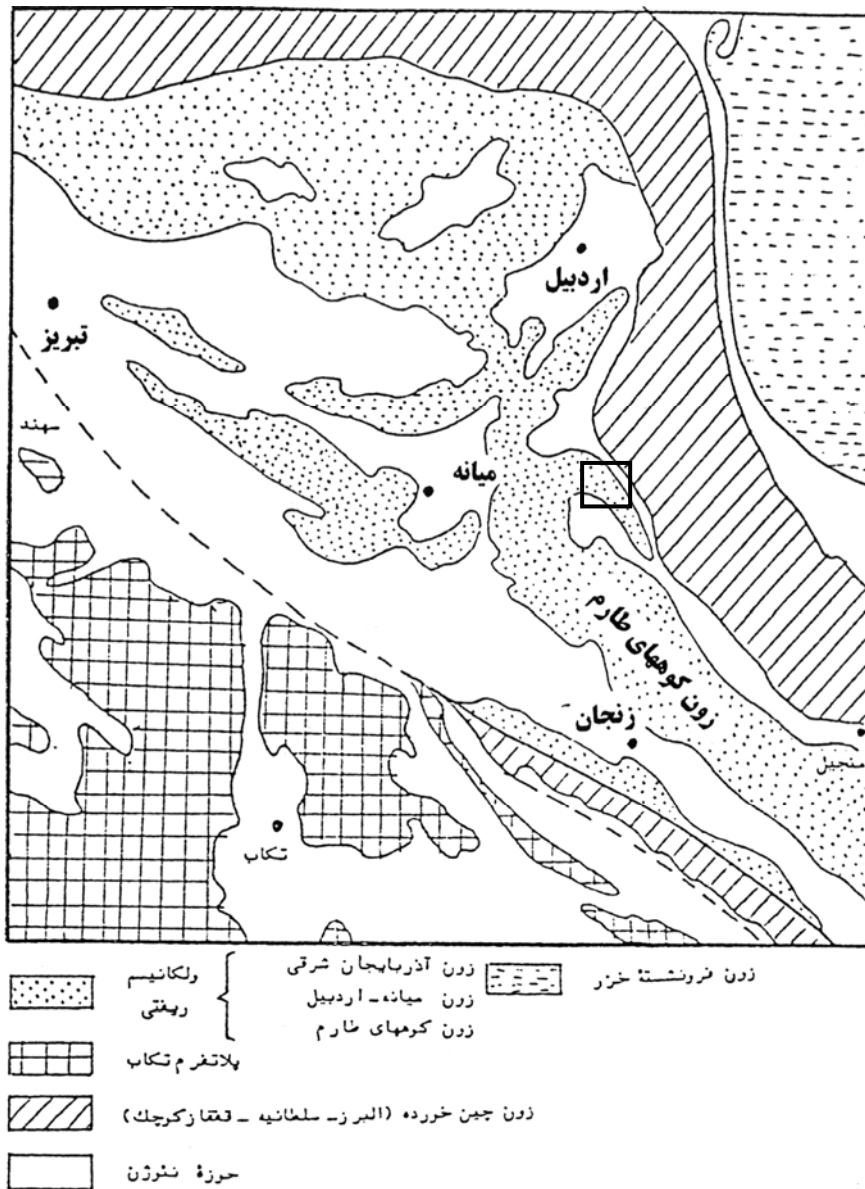 اردبیل
تبریز
سهند
میانه
زون کوههای طارم
زنجان
منجیل
تکاب
ولکانیسم
ریفتی
زون آذربایجان شرقی
زون میانه - اردبیل
زون کوههای طارم
زون فرونشستهٔ خزر
پلاتفرم تکاب
زون چین خورده (البرز - سلطانیه - قفقاز کوچک)
حوزهٔ نئوژن